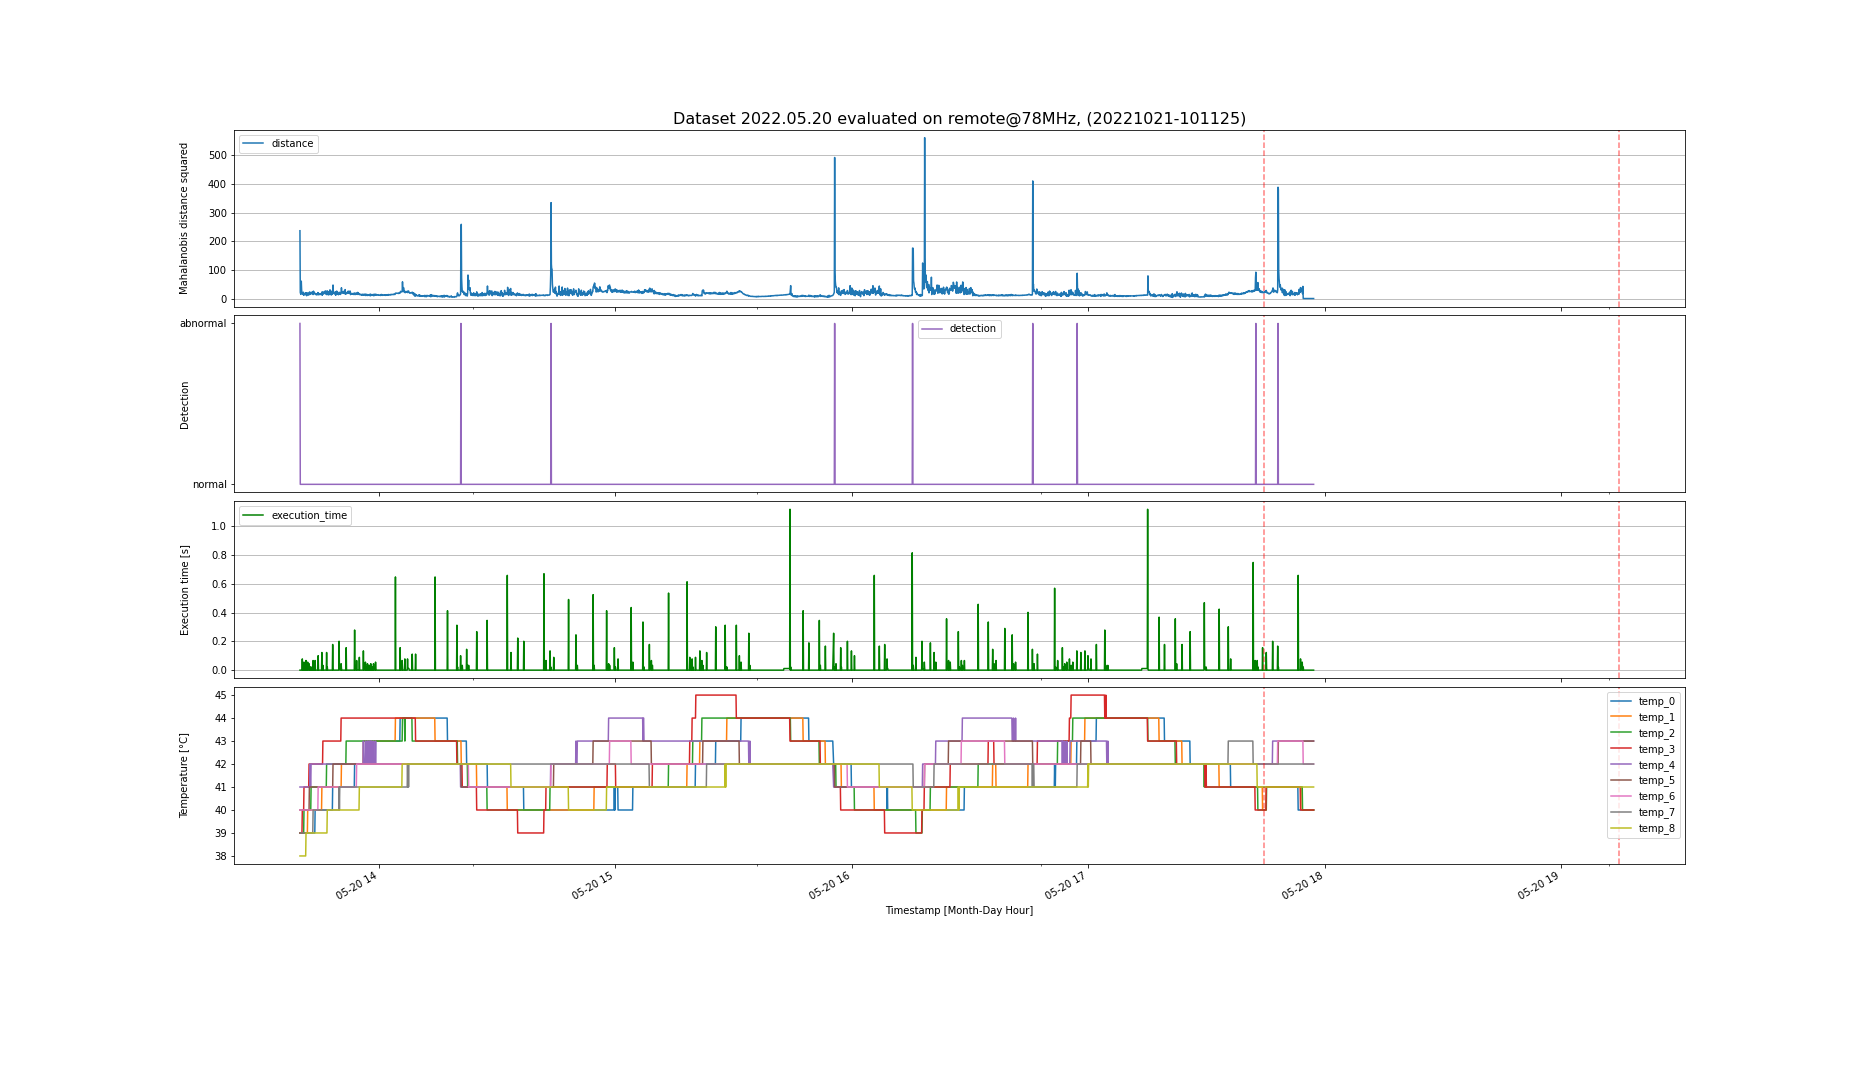 Dataset 2022.05.20 evaluated on remote@78MHz, (20221021-101125)
distance
Mahalanobis distance squared
500
400
300
200
100
0
detection
Detection
abnormal
normal
execution_time
Execution time [s]
1.0
0.8
0.6
0.4
0.2
0.0
Temperature [°C]
45
44
43
42
41
40
39
38
temp_0
temp_1
temp_2
temp_3
temp_4
temp_5
temp_6
temp_7
temp_8
05-20 14
05-20 15
05-20 16
05-20 17
05-20 18
05-20 19
Timestamp [Month-Day Hour]